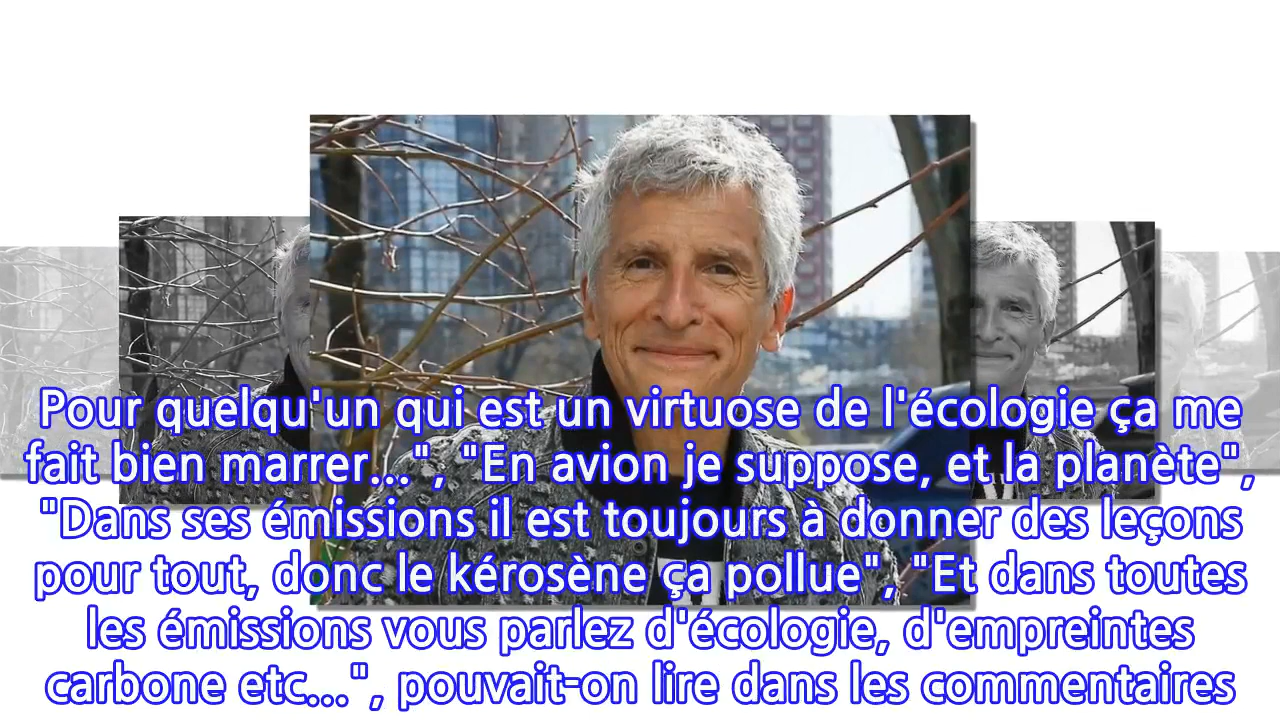 Pour quelqu'un qui est un virtuose de l'écologie ça me
fait bien marrer...", "En avion je suppose, et la planète",
"Dans ses émissions il est toujours à donner des leçons
pour tout, donc le kérosène ça pollue", "Et dans toutes
les émissions vous parlez d'écologie, d'empreintes
carbone etc...", pouvait-on lire dans les commentaires